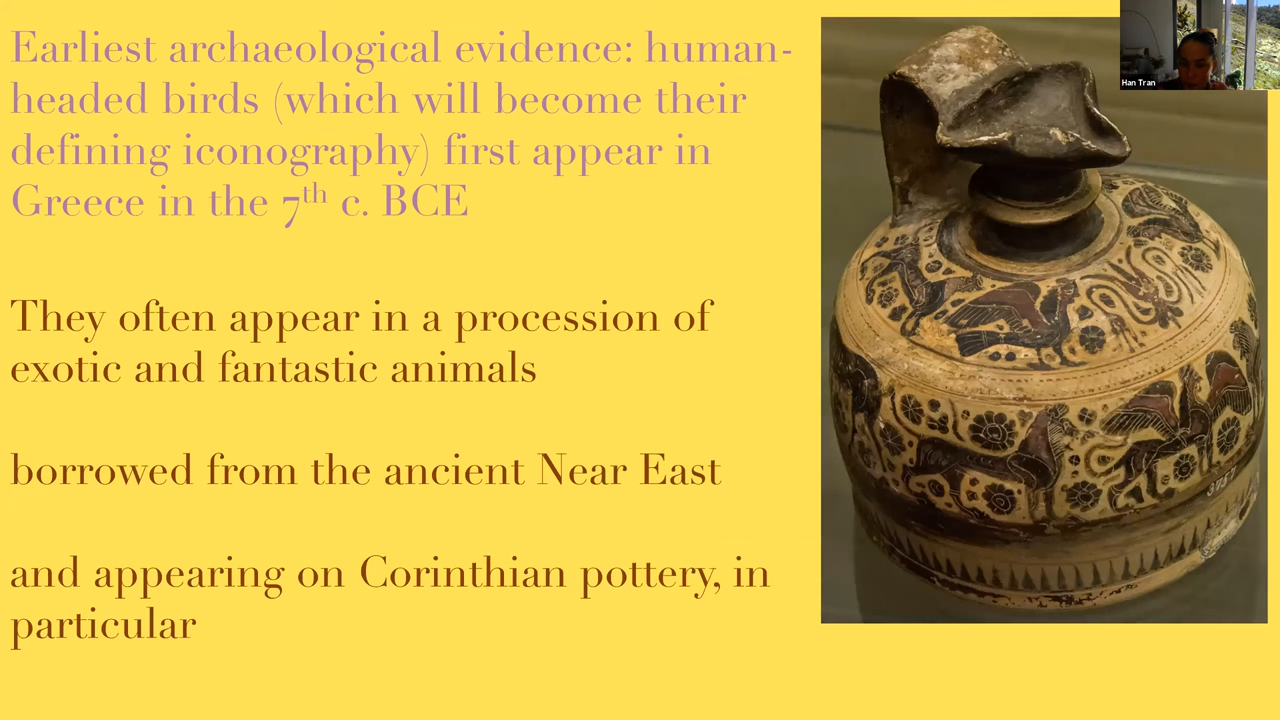 Earliest archaeological evidence: human-
headed birds (which will become their
defining iconography) first appear in
Greece in the 7th c. BCE
They often appear in a procession of
exotic and fantastic animals
borrowed from the ancient Near East
and appearing on Corinthian pottery, in
particular
Han Tran
3757